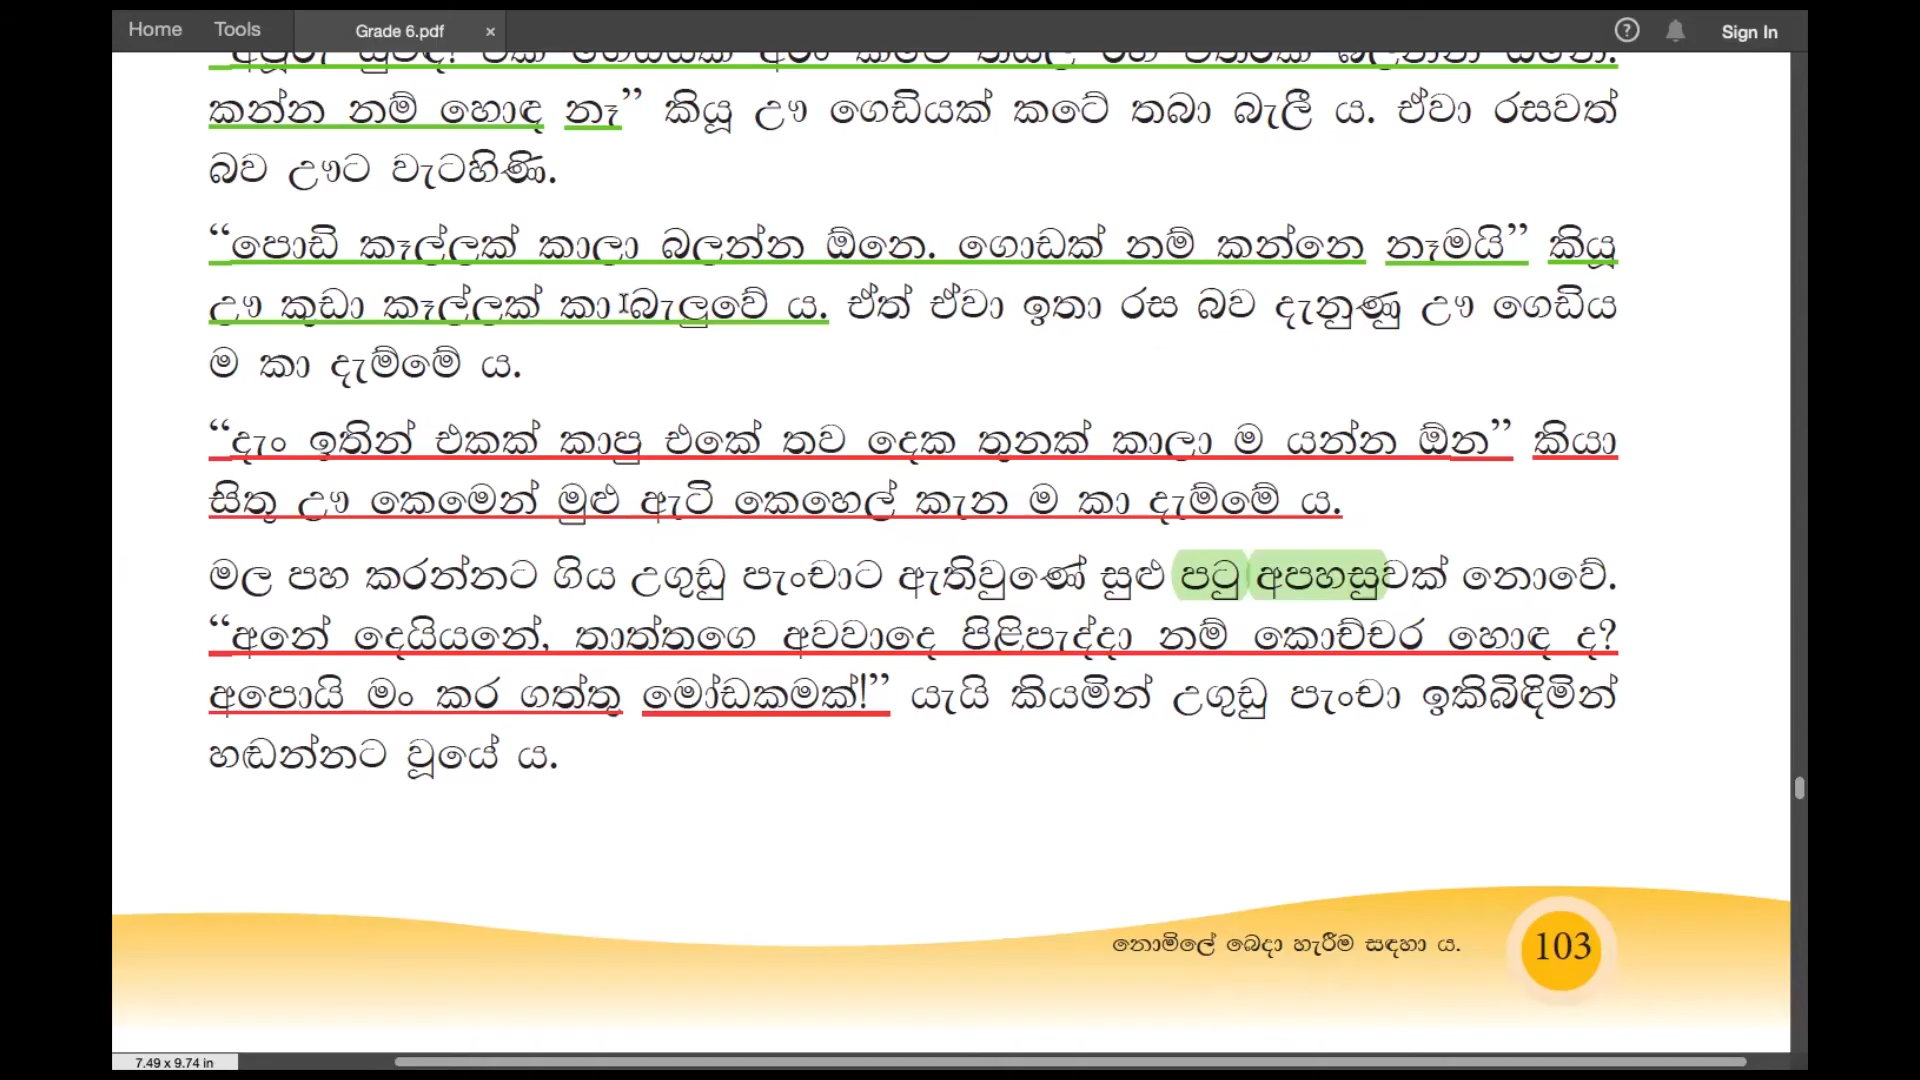 Home Tools Grade 6.pdf × ? Sign In
කන්න නම් හොඳ නෑ” කියූ ඌ ගෙඩියක් කටේ තබා බැලී ය. ඒවා රසවත්
බව ඌට වැටහිණි.
“පොඩි කෑල්ලක් කාලා බලන්න ඕනෙ. ගොඩක් නම් කන්නෙ නෑමයි” කියූ
ඌ කුඩා කෑල්ලක් කා බැලුවේ ය. ඒත් ඒවා ඉතා රස බව දැනුණු ඌ ගෙඩිය
ම කා දැම්මේ ය.
“දැං ඉතින් එකක් කාපු එකේ තව දෙක තුනක් කාලා ම යන්න ඕන” කියා
සිතූ ඌ කෙමෙන් මුළු ඇටි කෙහෙල් කැන ම කා දැම්මේ ය.
මල පහ කරන්නට ගිය උගුඩු පැංචාට ඇතිවුණේ සුළු පටු අපහසුවක් නොවේ.
“අනේ දෙයියනේ, තාත්තගෙ අවවාදෙ පිළිපැද්දා නම් කොච්චර හොඳ ද?
අපොයි මං කර ගත්තු මෝඩකමක්!” යැයි කියමින් උගුඩු පැංචා ඉකිබිඳිමින්
හඬන්නට වූයේ ය.
නොමිලේ බෙදා හැරීම සඳහා ය. 103
7.49 x 9.74 in